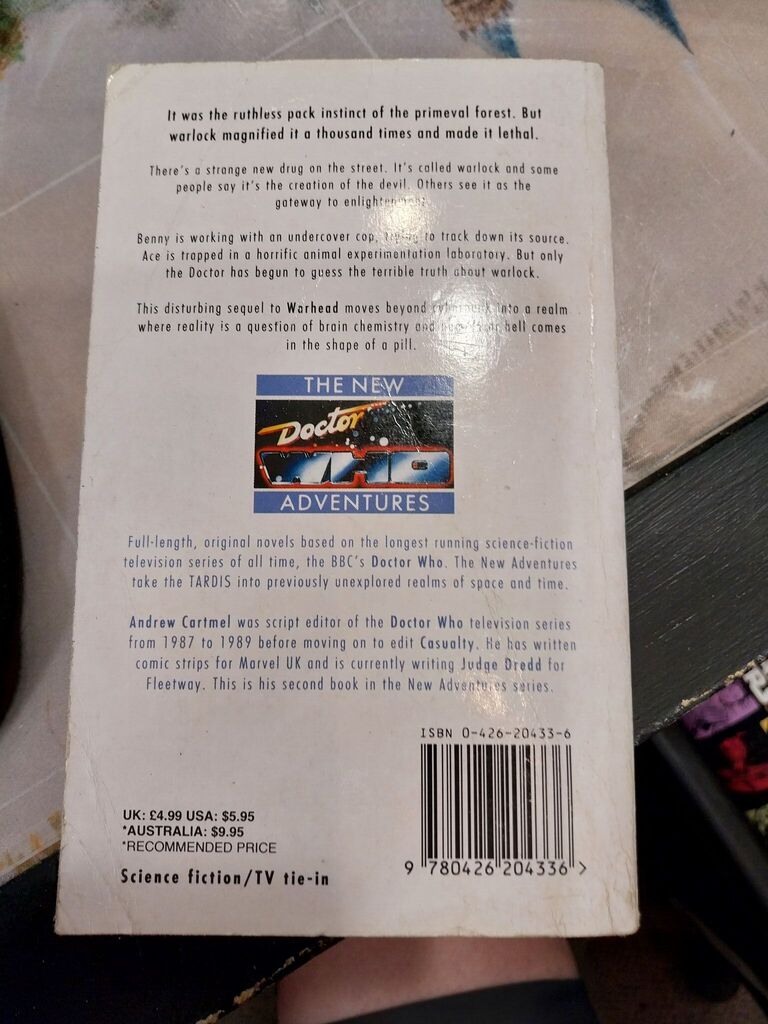 It was the ruthless pack instinct of the primeval forest. But
warlock magnified it a thousand times and made it lethal.
There's a strange new drug on the street. It's called warlock and some
people say it's the creation of the devil. Others see it as the
gateway to enlightenment.
Benny is working with an undercover cop, trying to track down its source.
Ace is trapped in a horrific animal experimentation laboratory. But only
the Doctor has begun to guess the terrible truth about warlock.
This disturbing sequel to Warhead moves beyond cyberpunk into a realm
where reality is a question of brain chemistry and hell comes
in the shape of a pill.
THE NEW
Doctor
WHO
ADVENTURES
Full-length, original novels based on the longest running science-fiction
television series of all time, the BBC's Doctor Who. The New Adventures
take the TARDIS into previously unexplored realms of space and time.
Andrew Cartmel was script editor of the Doctor Who television series
from 1987 to 1989 before moving on to edit Casualty. He has written
comic strips for Marvel UK and is currently writing Judge Dredd for
Fleetway. This is his second book in the New Adventures series.
ISBN 0-426-20433-6
UK: £4.99 USA: $5.95
*AUSTRALIA: $9.95
*RECOMMENDED PRICE
Science fiction/TV tie-in
9 780426 204336 >